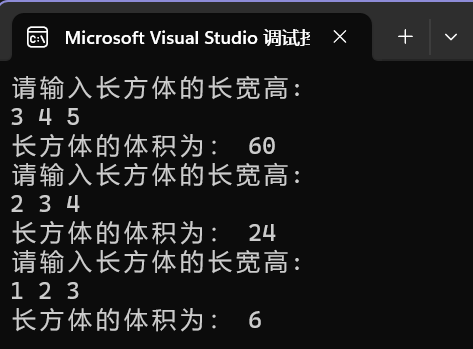 Microsoft Visual Studio 调试
请输入长方体的长宽高:
3 4 5
长方体的体积为: 60
请输入长方体的长宽高:
2 3 4
长方体的体积为: 24
请输入长方体的长宽高:
1 2 3
长方体的体积为: 6